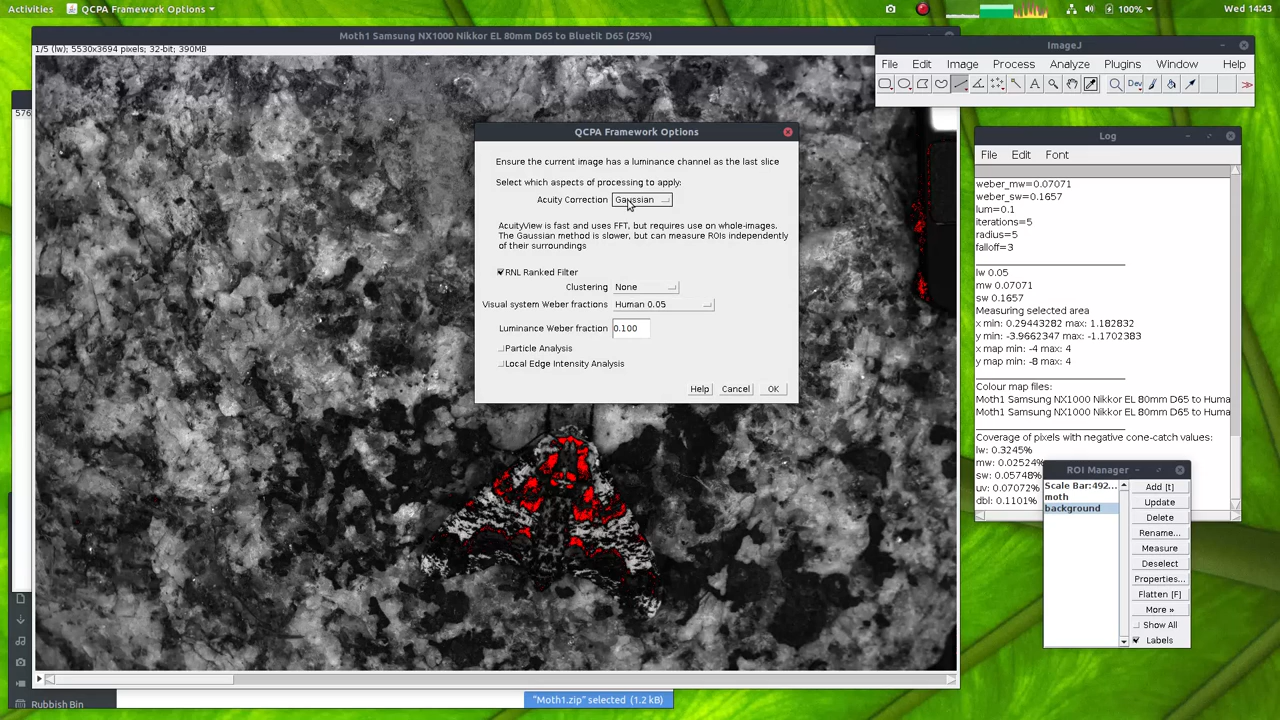 Activities
QCPA Framework Options
100%
Wed 14:43
Moth1 Samsung NX1000 Nikkor EL 80mm D65 to Bluetit D65 (25%)
1/5 (lw); 5530x3694 pixels; 32-bit; 390MB
576
ImageJ
File Edit Image Process Analyze Plugins Window Help
Dev
QCPA Framework Options
Ensure the current image has a luminance channel as the last slice
Select which aspects of processing to apply:
Acuity Correction Gaussian
AcuityView is fast and uses FFT, but requires use on whole-images.
The Gaussian method is slower, but can measure ROIs independently
of their surroundings
RNL Ranked Filter
Clustering None
Visual system Weber fractions Human 0.05
Luminance Weber fraction 0.100
Particle Analysis
Local Edge Intensity Analysis
Help Cancel OK
Log
File Edit Font
weber_mw=0.07071
weber_sw=0.1657
lum=0.1
iterations=5
radius=5
falloff=3
lw 0.05
mw 0.07071
sw 0.1657
Measuring selected area
x min: 0.29443282 max: 1.182832
y min: -3.9662347 max: -1.1702383
x map min: -4 max: 4
y map min: -8 max: 4
Colour map files:
Moth1 Samsung NX1000 Nikkor EL 80mm D65 to Huma
Moth1 Samsung NX1000 Nikkor EL 80mm D65 to Huma
Coverage of pixels with negative cone-catch values:
lw: 0.3245%
mw: 0.02524%
sw: 0.05748%
uv: 0.07072%
dbl: 0.1101%
ROI Manager
Scale Bar:492...
moth
background
Add [t]
Update
Delete
Rename...
Measure
Deselect
Properties...
Flatten [F]
More »
Show All
Labels
Rubbish Bin
"Moth1.zip" selected (1.2 kB)